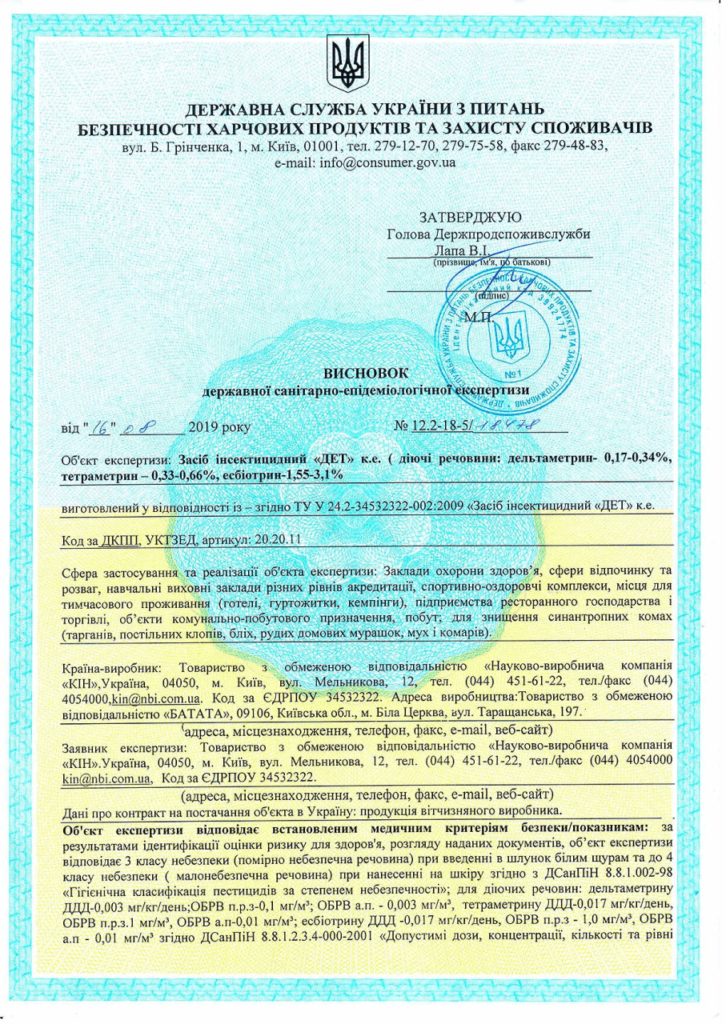 ДЕРЖАВНА СЛУЖБА УКРАЇНИ З ПИТАНЬ
БЕЗПЕЧНОСТІ ХАРЧОВИХ ПРОДУКТІВ ТА ЗАХИСТУ СПОЖИВАЧІВ
вул. Б. Грінченка, 1, м. Київ, 01001, тел. 279-12-70, 279-75-58, факс 279-48-83,
e-mail: info@consumer.gov.ua
ЗАТВЕРДЖУЮ
Голова Держпродспоживслужби
Лапа В.І.
(прізвище, ім'я, по батькові)
(підпис)
М.П.
№1
ВИСНОВОК
державної санітарно-епідеміологічної експертизи
від "16" 08 2019 року № 12.2-18-5/18478
Об'єкт експертизи: Засіб інсектицидний «ДЕТ» к.е. ( діючі речовини: дельтаметрин- 0,17-0,34%,
тетраметрин – 0,33-0,66%, есбіотрин-1,55-3,1%
виготовлений у відповідності із – згідно ТУ У 24.2-34532322-002:2009 «Засіб інсектицидний «ДЕТ» к.е.
Код за ДКПП, УКТЗЕД, артикул: 20.20.11
Сфера застосування та реалізації об'єкта експертизи: Заклади охорони здоров'я, сфери відпочинку та
розваг, навчальні виховні заклади різних рівнів акредитації, спортивно-оздоровчі комплекси, місця для
тимчасового проживання (готелі, гуртожитки, кемпінги), підприємства ресторанного господарства і
торгівлі, об'єкти комунально-побутового призначення, побут; для знищення синантропних комах
(тарганів, постільних клопів, бліх, рудих домових мурашок, мух і комарів).
Країна-виробник: Товариство з обмеженою відповідальністю «Науково-виробнича компанія
«КІН»,Україна, 04050, м. Київ, вул. Мельникова, 12, тел. (044) 451-61-22, тел./факс (044)
4054000,kin@nbi.com.ua. Код за ЄДРПОУ 34532322. Адреса виробництва:Товариство з обмеженою
відповідальністю «БАТАТА», 09106, Київська обл., м. Біла Церква, вул. Таращанська, 197.
(адреса, місцезнаходження, телефон, факс, e-mail, веб-сайт)
Заявник експертизи: Товариство з обмеженою відповідальністю «Науково-виробнича компанія
«КІН».Україна, 04050, м. Київ, вул. Мельникова, 12, тел. (044) 451-61-22, тел./факс (044) 4054000
kin@nbi.com.ua, Код за ЄДРПОУ 34532322.
(адреса, місцезнаходження, телефон, факс, e-mail, веб-сайт)
Дані про контракт на постачання об'єкта в Україну: продукція вітчизняного виробника.
Об'єкт експертизи відповідає встановленим медичним критеріям безпеки/показникам: за
результатами ідентифікації оцінки ризику для здоров'я, розгляду наданих документів, об'єкт експертизи
відповідає 3 класу небезпеки (помірно небезпечна речовина) при введенні в шлунок білим щурам та до 4
класу небезпеки ( малонебезпечна речовина) при нанесенні на шкіру згідно з ДСанПіН 8.8.1.002-98
«Гігієнічна класифікація пестицидів за степенем небезпечності»; для діючих речовин: дельтаметрину
ДДД-0,003 мг/кг/день;ОБРВ п.р.з-0,1 мг/м³; ОБРВ а.п. - 0,003 м/м³, тетраметрину ДДД-0,017 мг/кг/день,
ОБРВ п.р.з.1 мг/м³, ОБРВ а.п-0,01 мг/м³; есбіотрину ДДД -0,017 мг/кг/день, ОБРВ п.р.з - 1,0 мг/м³, ОБРВ
а.п - 0,01 мг/м³ згідно ДСанПіН 8.8.1.2.3.4-000-2001 «Допустимі дози, концентрації, кількості та рівні